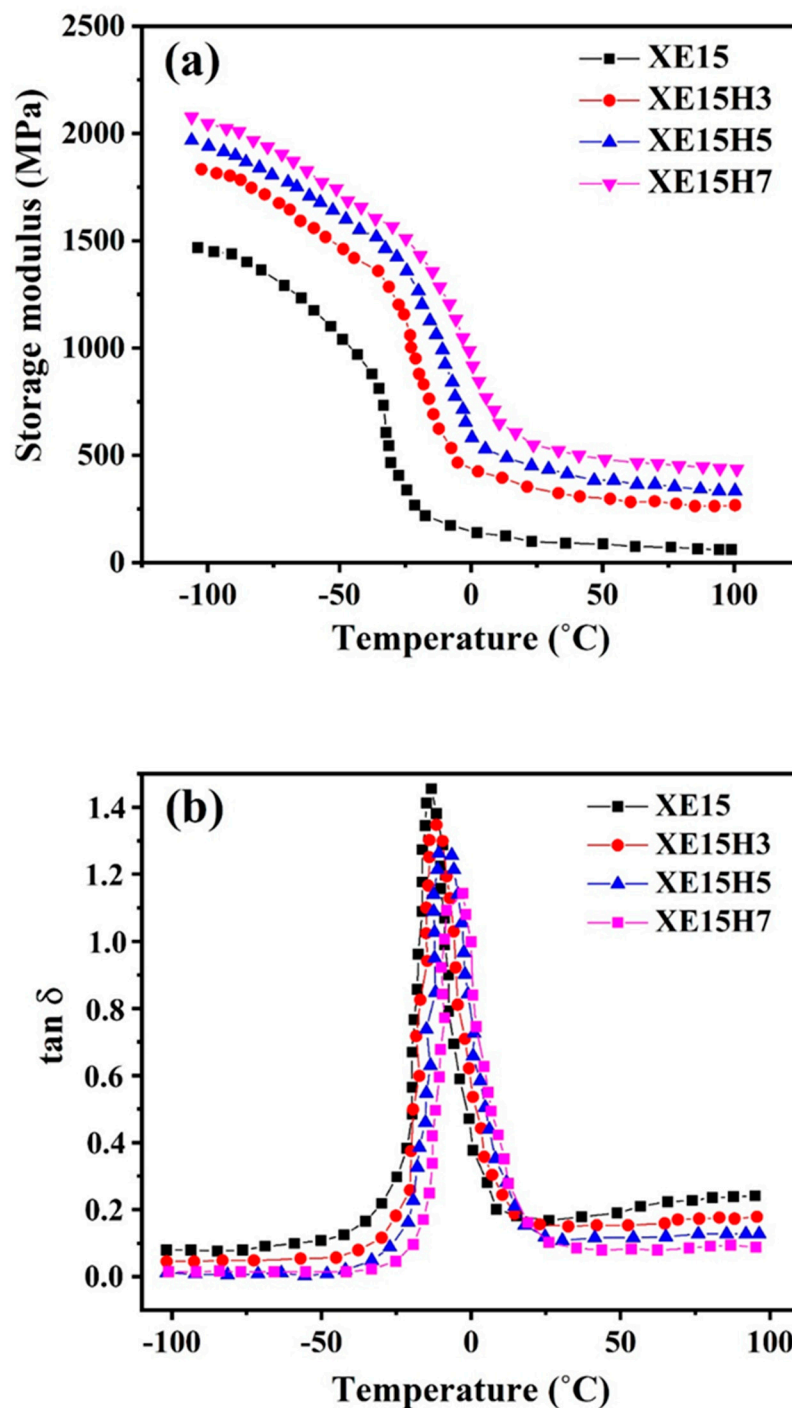 (a)
XE15
XE15H3
XE15H5
XE15H7
Storage modulus (MPa)
2500
2000
1500
1000
500
0
-100 -50 0 50 100
Temperature (˚C)
(b)
XE15
XE15H3
XE15H5
XE15H7
tan δ
1.4
1.2
1.0
0.8
0.6
0.4
0.2
0.0
-100 -50 0 50 100
Temperature (˚C)